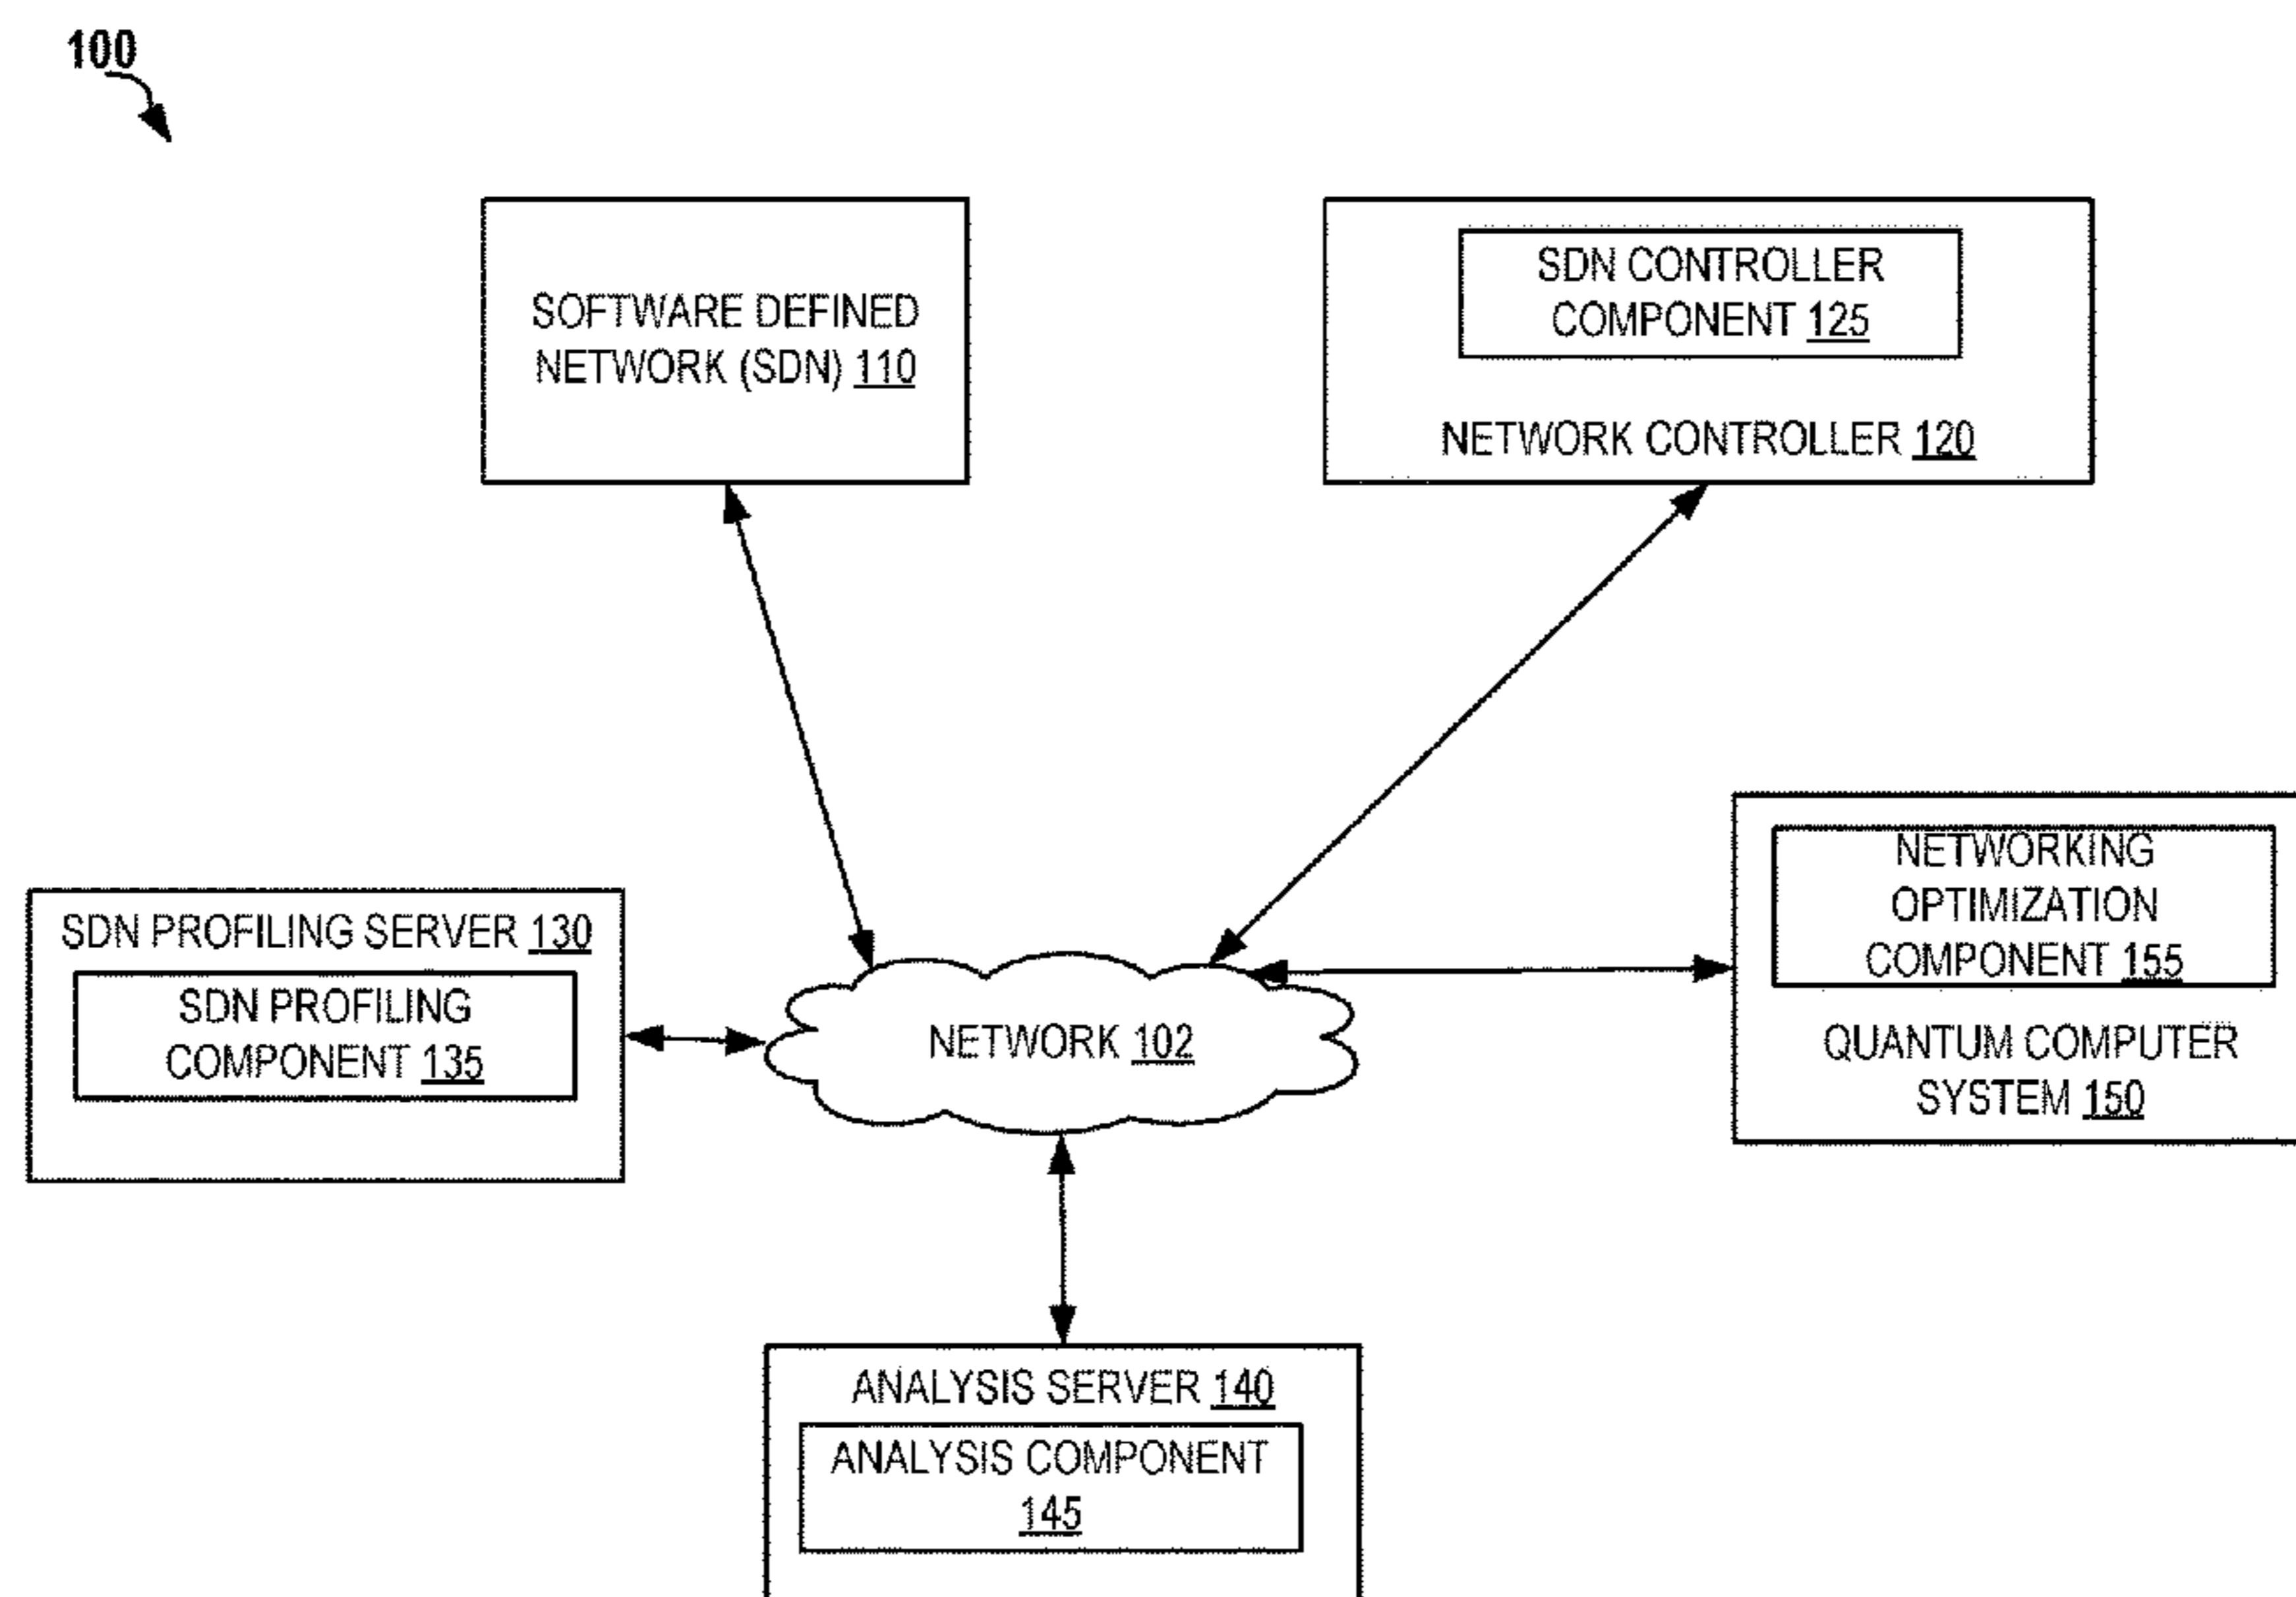 100
SOFTWARE DEFINED
NETWORK (SDN) 110
SDN CONTROLLER
COMPONENT 125
NETWORK CONTROLLER 120
NETWORKING
OPTIMIZATION
COMPONENT 155
QUANTUM COMPUTER
SYSTEM 150
SDN PROFILING SERVER 130
SDN PROFILING
COMPONENT 135
NETWORK 102
ANALYSIS SERVER 140
ANALYSIS COMPONENT
145